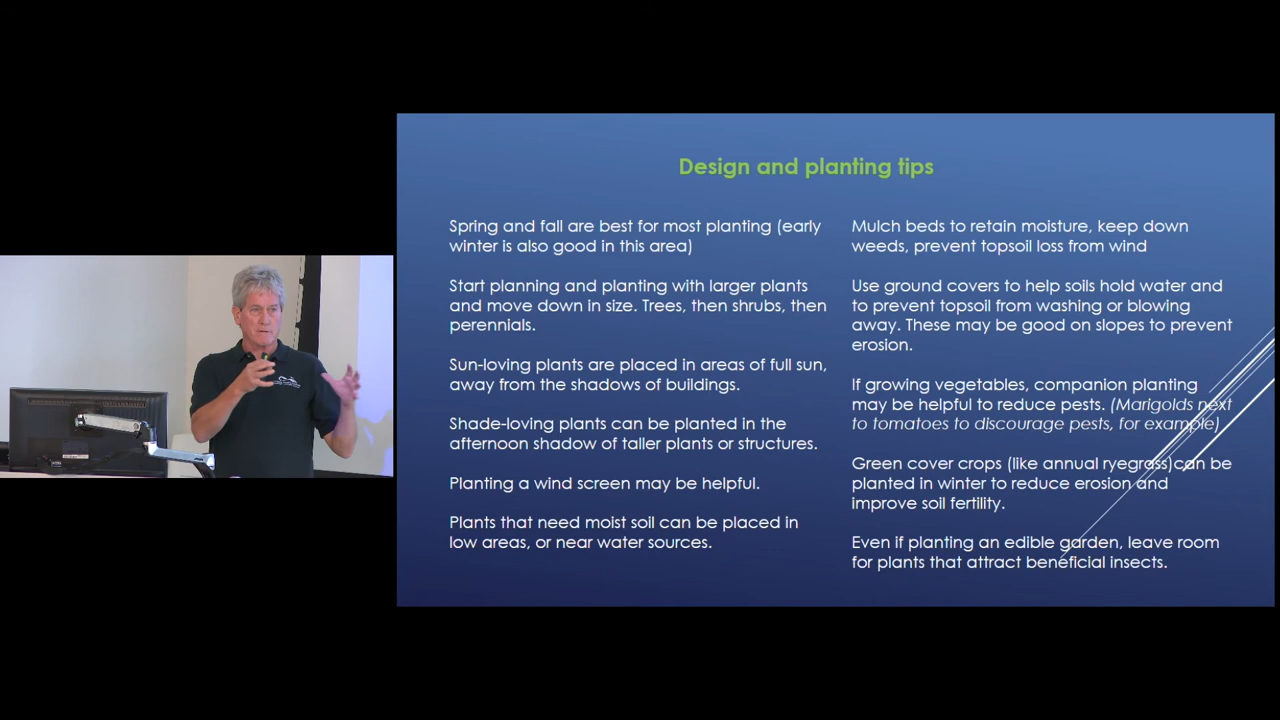 Design and planting tips
Spring and fall are best for most planting (early
winter is also good in this area)
Start planning and planting with larger plants
and move down in size. Trees, then shrubs, then
perennials.
Sun-loving plants are placed in areas of full sun,
away from the shadows of buildings.
Shade-loving plants can be planted in the
afternoon shadow of taller plants or structures.
Planting a wind screen may be helpful.
Plants that need moist soil can be placed in
low areas, or near water sources.
Mulch beds to retain moisture, keep down
weeds, prevent topsoil loss from wind
Use ground covers to help soils hold water and
to prevent topsoil from washing or blowing
away. These may be good on slopes to prevent
erosion.
If growing vegetables, companion planting
may be helpful to reduce pests. (Marigolds next
to tomatoes to discourage pests, for example)
Green cover crops (like annual ryegrass)can be
planted in winter to reduce erosion and
improve soil fertility.
Even if planting an edible garden, leave room
for plants that attract beneficial insects.